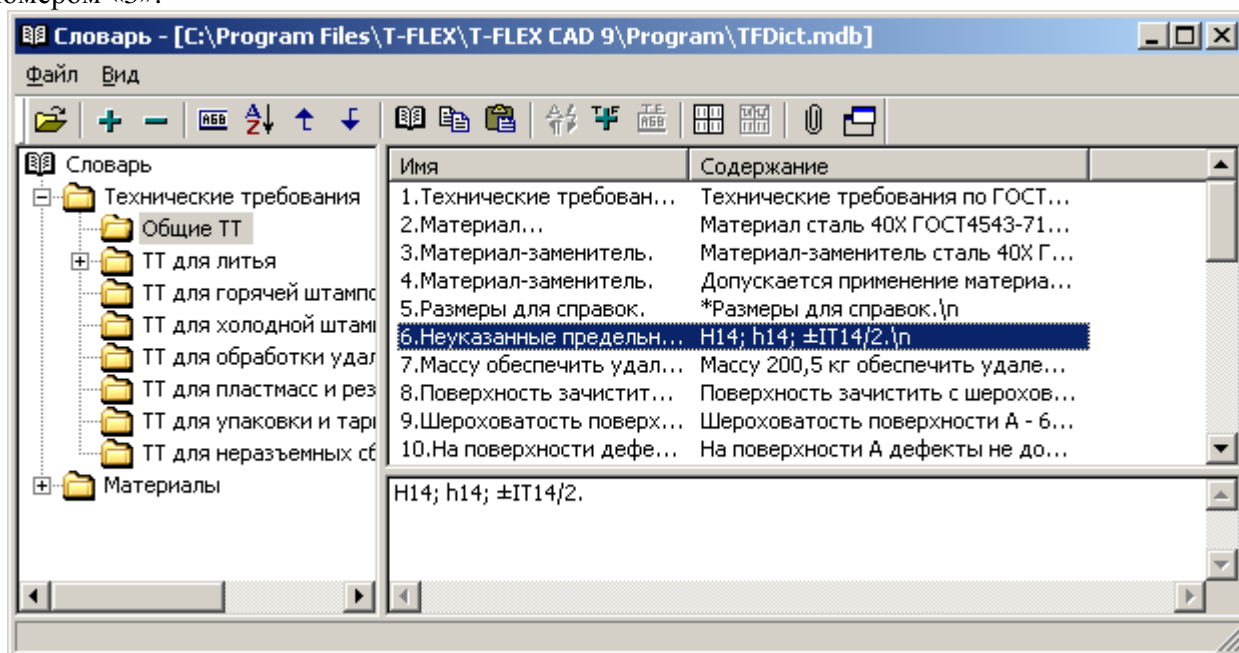 номером «5».
Словарь - [C:\Program Files\T-FLEX\T-FLEX CAD 9\Program\TFDict.mdb]
Файл Вид
Словарь
Технические требования
Общие ТТ
ТТ для литья
ТТ для горячей штампо
ТТ для холодной штам
ТТ для обработки удал
ТТ для пластмасс и рез
ТТ для упаковки и тар
ТТ для неразъемных сб
Материалы
Имя Содержание
1.Технические требован... Технические требования по ГОСТ...
2.Материал... Материал сталь 40Х ГОСТ4543-71...
3.Материал-заменитель. Материал-заменитель сталь 40Х Г...
4.Материал-заменитель. Допускается применение материа...
5.Размеры для справок. *Размеры для справок.\n
6.Неуказанные предельн... H14; h14; ±IT14/2.\n
7.Массу обеспечить удал... Массу 200,5 кг обеспечить удале...
8.Поверхность зачистит... Поверхность зачистить с шерохов...
9.Шероховатость поверх... Шероховатость поверхности А - 6...
10.На поверхности дефе... На поверхности А дефекты не до...
H14; h14; ±IT14/2.